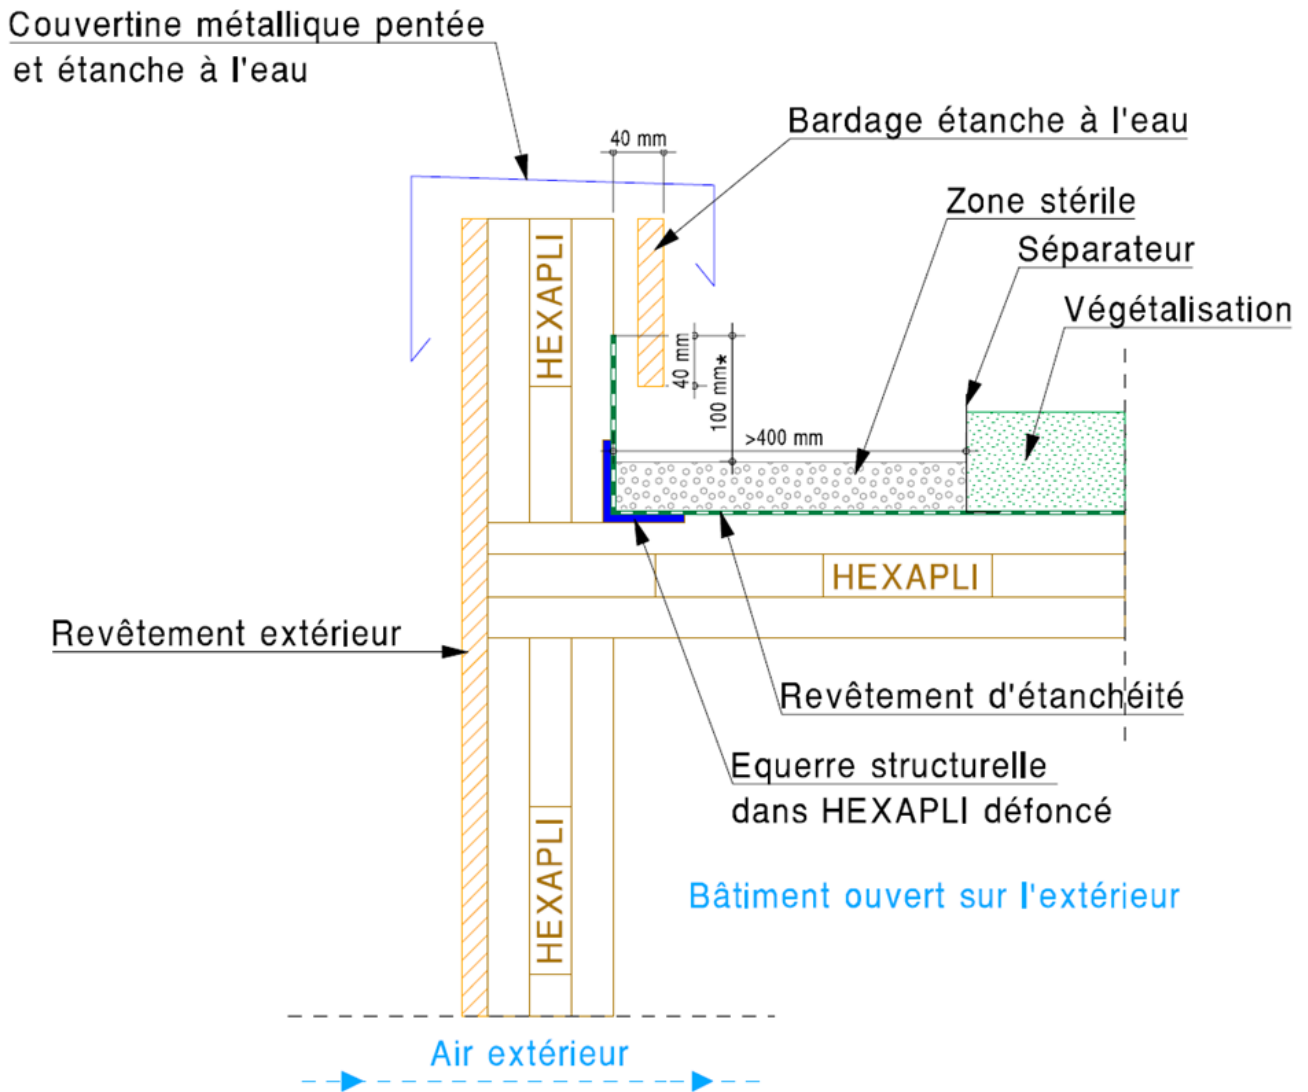 Couvertine métallique pentée
et étanche à l'eau
40 mm
Bardage étanche à l'eau
Zone stérile
Séparateur
Végétalisation
HEXAPLI
40 mm
100 mm*
>400 mm
HEXAPLI
Revêtement extérieur
Revêtement d'étanchéité
Equerre structurelle
dans HEXAPLI défoncé
HEXAPLI
Bâtiment ouvert sur l'extérieur
Air extérieur